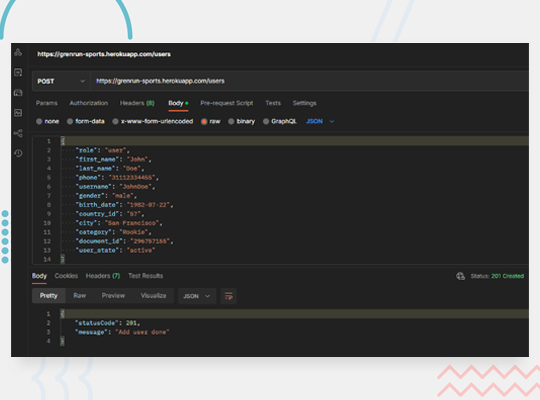 https://grenrun-sports.herokuapp.com/users
POST https://grenrun-sports.herokuapp.com/users
Params Authorization Headers (8) Body Pre-request Script Tests Settings
none form-data x-www-form-urlencoded raw binary GraphQL JSON
1 {
2 "role": "user",
3 "first_name": "John",
4 "last_name": "Doe",
5 "phone": "31112334455",
6 "username": "JohnDoe",
7 "gender": "male",
8 "birth_date": "1982-07-22",
9 "country_id": "57",
10 "city": "San Francisco",
11 "category": "Rookie",
12 "document_id": "296767155",
13 "user_state": "active"
14 }
Body Cookies Headers (7) Test Results Status: 201 Created
Pretty Raw Preview Visualize JSON
1 {
2 "statusCode": 201,
3 "message": "Add user done"
4 }